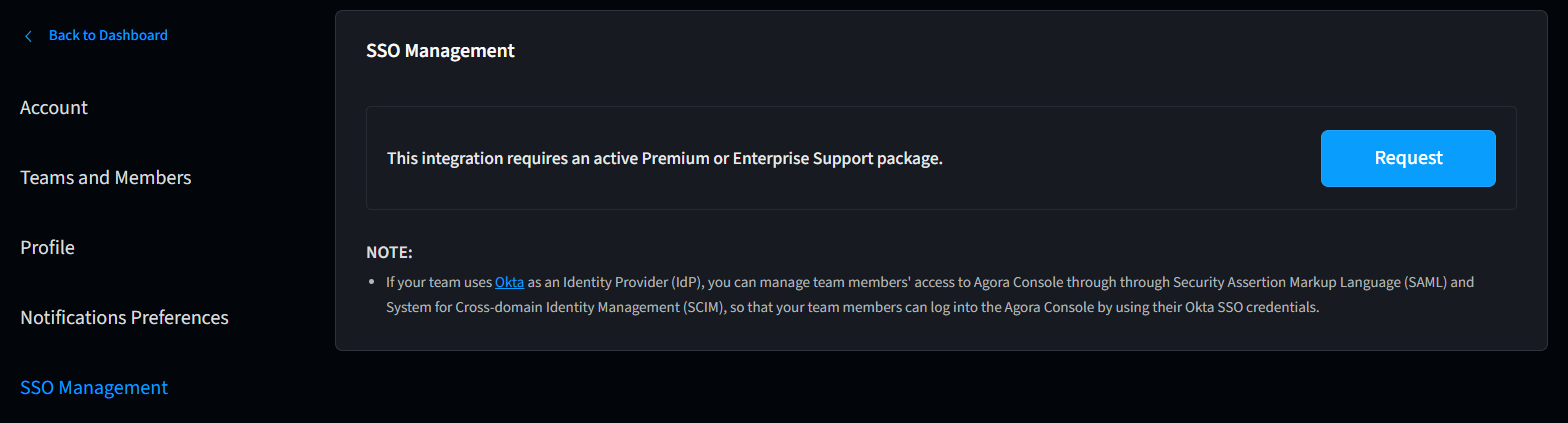 Back to Dashboard
Account
Teams and Members
Profile
Notifications Preferences
SSO Management
SSO Management
This integration requires an active Premium or Enterprise Support package.
Request
NOTE:
• If your team uses Okta as an Identity Provider (IdP), you can manage team members' access to Agora Console through through Security Assertion Markup Language (SAML) and
System for Cross-domain Identity Management (SCIM), so that your team members can log into the Agora Console by using their Okta SSO credentials.